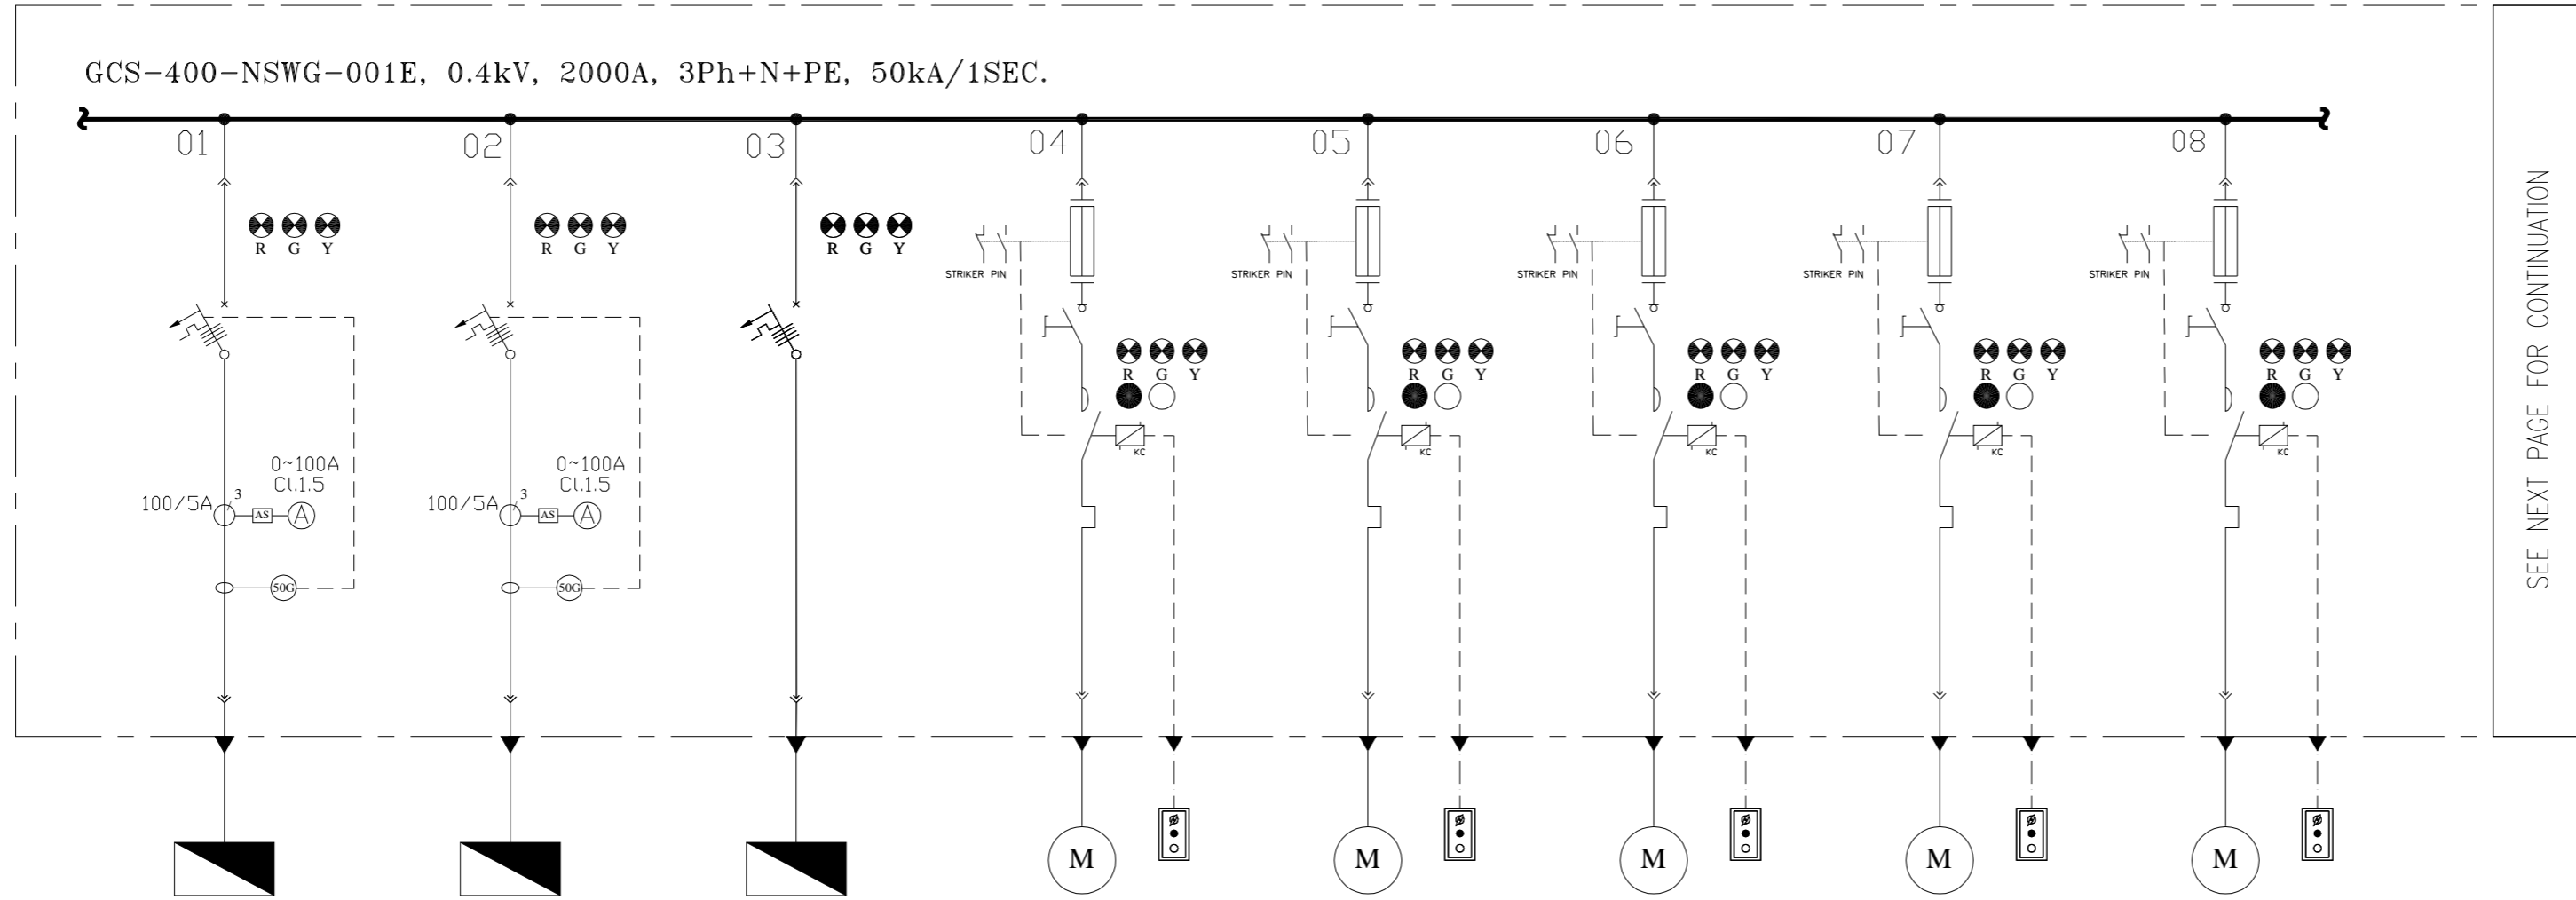 GCS-400-NSWG-001E, 0.4kV, 2000A, 3Ph+N+PE, 50kA/1SEC.
01 02 03 04 05 06 07 08
R G Y R G Y R G Y
STRIKER PIN STRIKER PIN STRIKER PIN STRIKER PIN STRIKER PIN
R G Y R G Y R G Y R G Y R G Y
KC KC KC KC KC
0~100A 0~100A
CL.1.5 CL.1.5
100/5A 3 AS A 100/5A 3 AS A
50G 50G
M M M M M
SEE NEXT PAGE FOR CONTINUATION